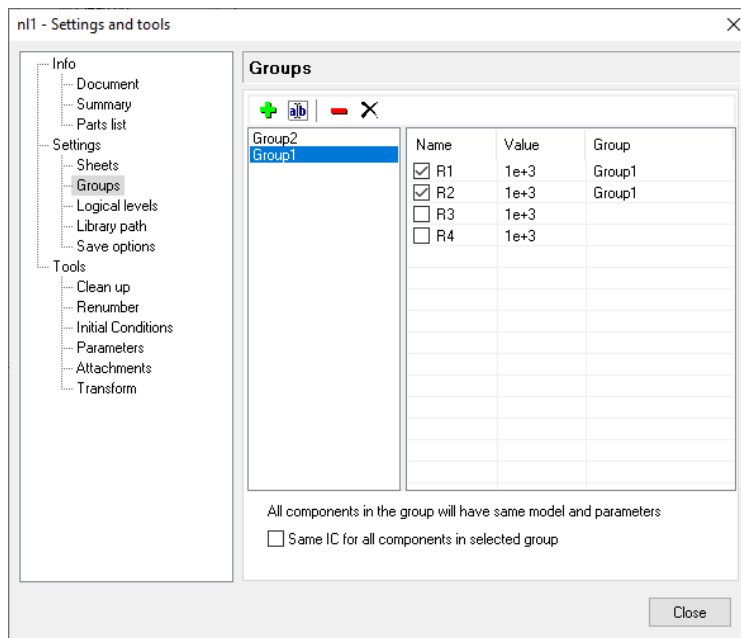 nl1 - Settings and tools
Info
Document
Summary
Parts list
Settings
Sheets
Groups
Logical levels
Library path
Save options
Tools
Clean up
Renumber
Initial Conditions
Parameters
Attachments
Transform
Groups
Group2
Group1
Name Value Group
R1 1e+3 Group1
R2 1e+3 Group1
R3 1e+3
R4 1e+3
All components in the group will have same model and parameters
Same IC for all components in selected group
Close